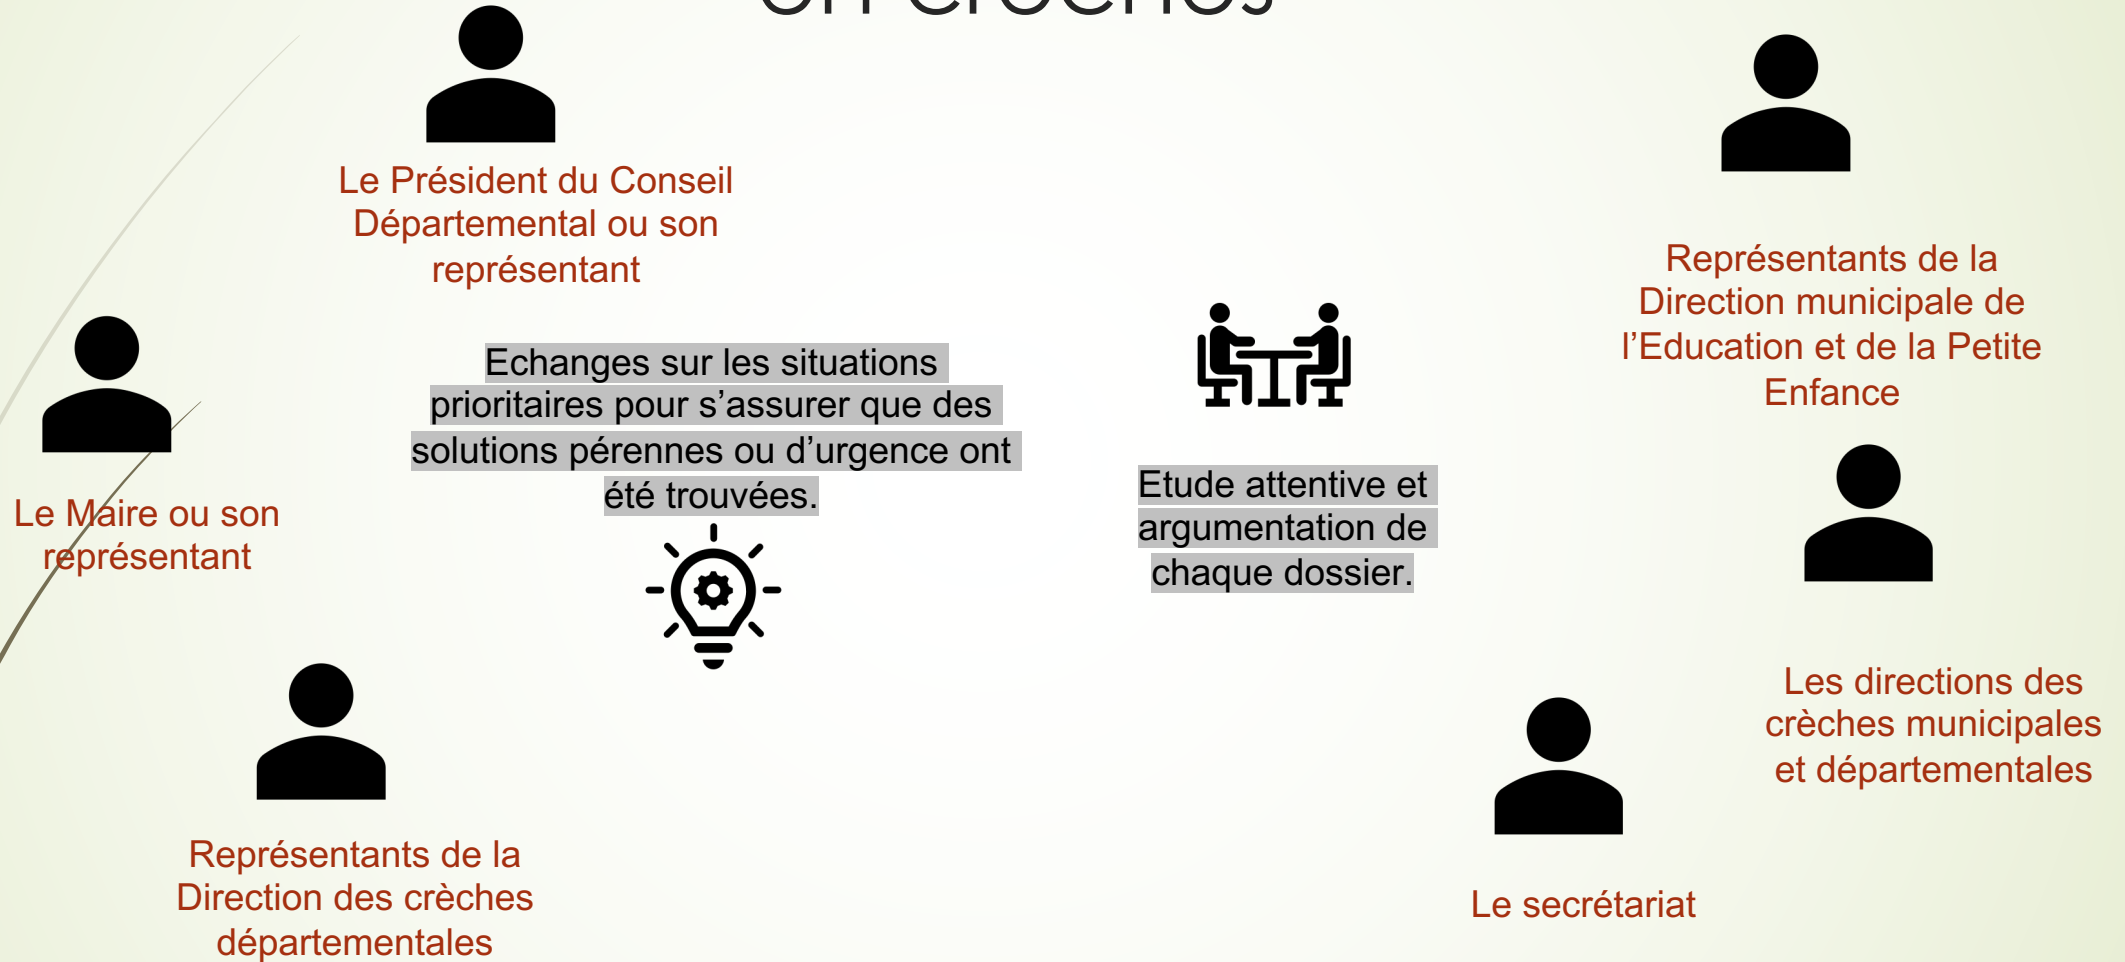 en crèches
Le Président du Conseil
Départemental ou son
représentant
Représentants de la
Direction municipale de
l’Education et de la Petite
Enfance
Echanges sur les situations
prioritaires pour s’assurer que des
solutions pérennes ou d’urgence ont
été trouvées.
Etude attentive et
argumentation de
chaque dossier.
Le Maire ou son
représentant
Les directions des
crèches municipales
et départementales
Représentants de la
Direction des crèches
départementales
Le secrétariat